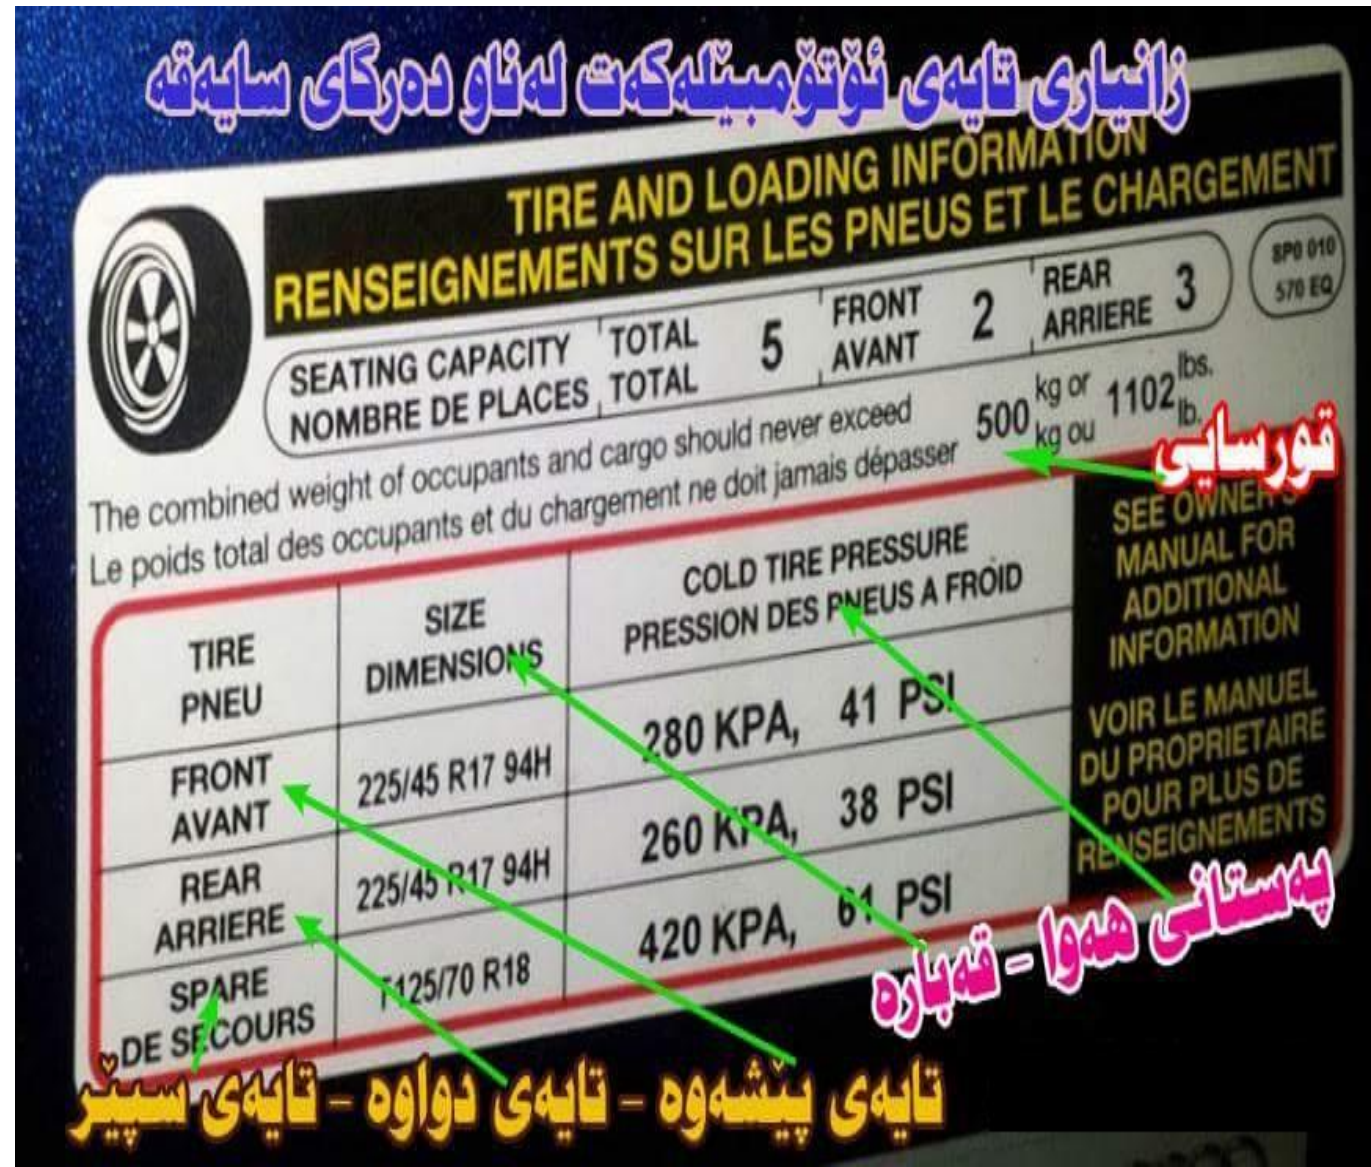 زانیاری تایەی ئۆتۆمبێلەکەت لەناو دەرگای سایەقە
TIRE AND LOADING INFORMATION
RENSEIGNEMENTS SUR LES PNEUS ET LE CHARGEMENT
SEATING CAPACITY TOTAL 5 FRONT 2 REAR 3
NOMBRE DE PLACES TOTAL AVANT ARRIERE
SP0 010
570 EQ
The combined weight of occupants and cargo should never exceed 500 kg or 1102 lbs.
Le poids total des occupants et du chargement ne doit jamais dépasser kg ou lb.
قورسایی
TIRE
PNEU
SIZE
DIMENSIONS
COLD TIRE PRESSURE
PRESSION DES PNEUS A FROID
FRONT
AVANT
225/45 R17 94H
280 KPA, 41 PSI
REAR
ARRIERE
225/45 R17 94H
260 KPA, 38 PSI
SPARE
DE SECOURS
T125/70 R18
420 KPA, 61 PSI
SEE OWNER'S
MANUAL FOR
ADDITIONAL
INFORMATION
VOIR LE MANUEL
DU PROPRIETAIRE
POUR PLUS DE
RENSEIGNEMENTS
پەستانی هەوا - قەبارە
تایەی پێشەوە - تایەی دواوە - تایەی سپێر